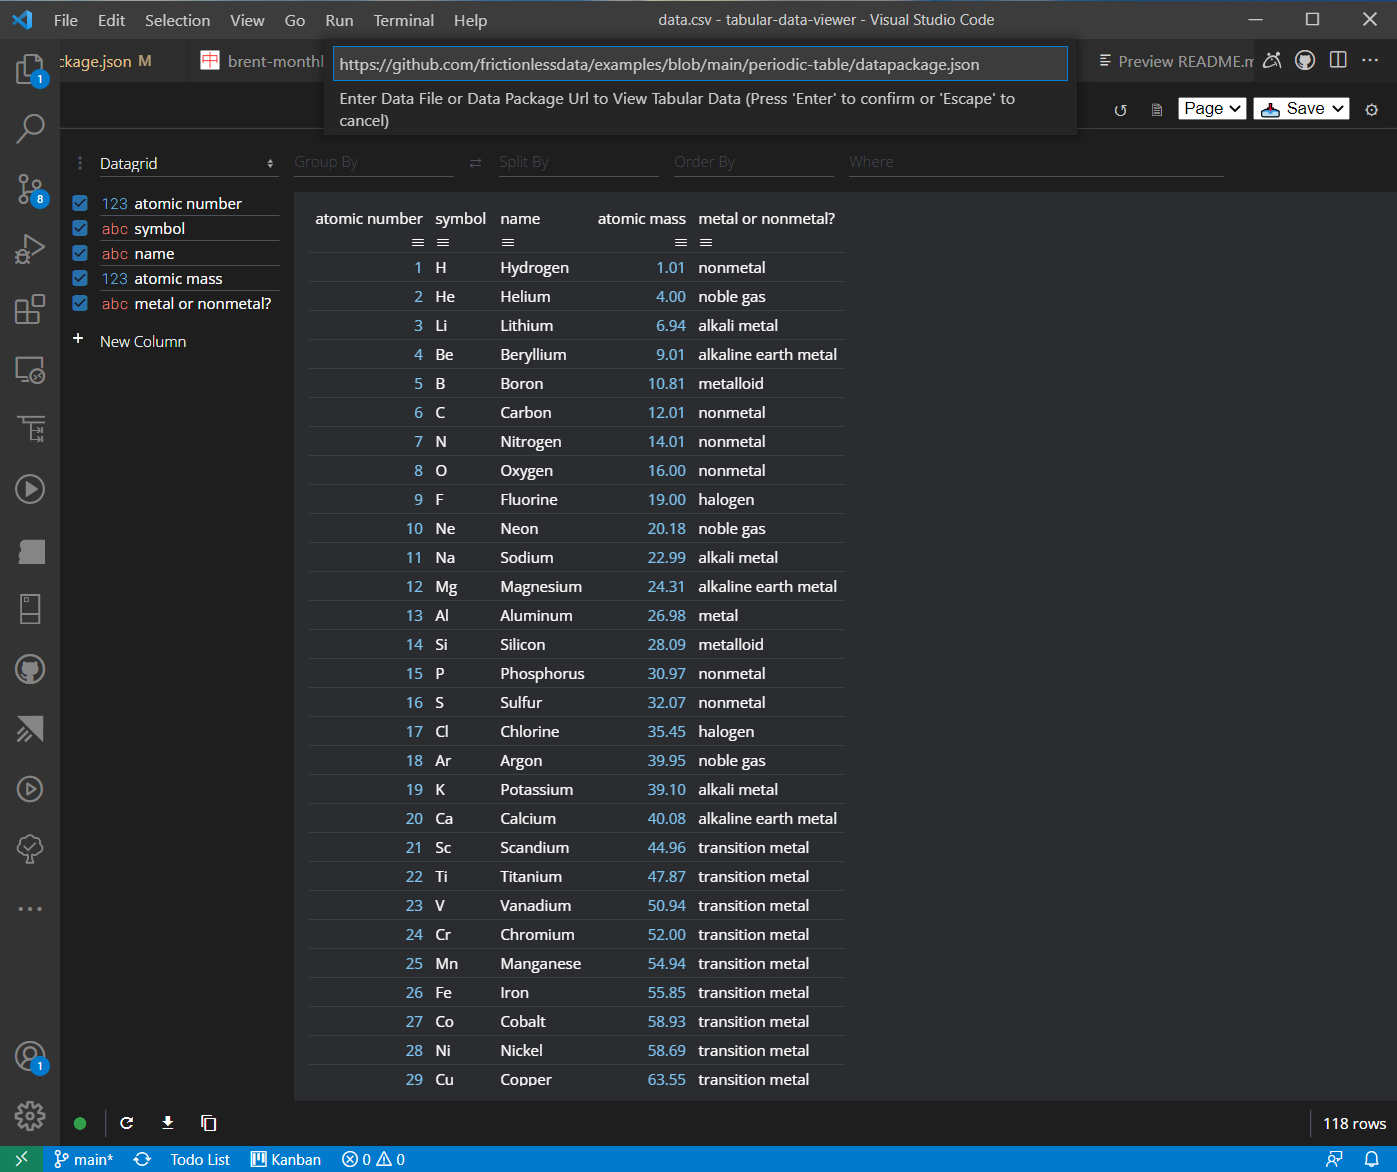 File Edit Selection View Go Run Terminal Help data.csv - tabular-data-viewer - Visual Studio Code
ckage.json M brent-monthl Preview README.m
https://github.com/frictionlessdata/examples/blob/main/periodic-table/datapackage.json
Enter Data File or Data Package Url to View Tabular Data (Press 'Enter' to confirm or 'Escape' to
cancel)
Page Save
Datagrid Group By Split By Order By Where
123 atomic number
abc symbol
abc name
123 atomic mass
abc metal or nonmetal?
+ New Column
atomic number symbol name atomic mass metal or nonmetal?
1 H Hydrogen 1.01 nonmetal
2 He Helium 4.00 noble gas
3 Li Lithium 6.94 alkali metal
4 Be Beryllium 9.01 alkaline earth metal
5 B Boron 10.81 metalloid
6 C Carbon 12.01 nonmetal
7 N Nitrogen 14.01 nonmetal
8 O Oxygen 16.00 nonmetal
9 F Fluorine 19.00 halogen
10 Ne Neon 20.18 noble gas
11 Na Sodium 22.99 alkali metal
12 Mg Magnesium 24.31 alkaline earth metal
13 Al Aluminum 26.98 metal
14 Si Silicon 28.09 metalloid
15 P Phosphorus 30.97 nonmetal
16 S Sulfur 32.07 nonmetal
17 Cl Chlorine 35.45 halogen
18 Ar Argon 39.95 noble gas
19 K Potassium 39.10 alkali metal
20 Ca Calcium 40.08 alkaline earth metal
21 Sc Scandium 44.96 transition metal
22 Ti Titanium 47.87 transition metal
23 V Vanadium 50.94 transition metal
24 Cr Chromium 52.00 transition metal
25 Mn Manganese 54.94 transition metal
26 Fe Iron 55.85 transition metal
27 Co Cobalt 58.93 transition metal
28 Ni Nickel 58.69 transition metal
29 Cu Copper 63.55 transition metal
1
8
1
118 rows
main* Todo List Kanban 0 0